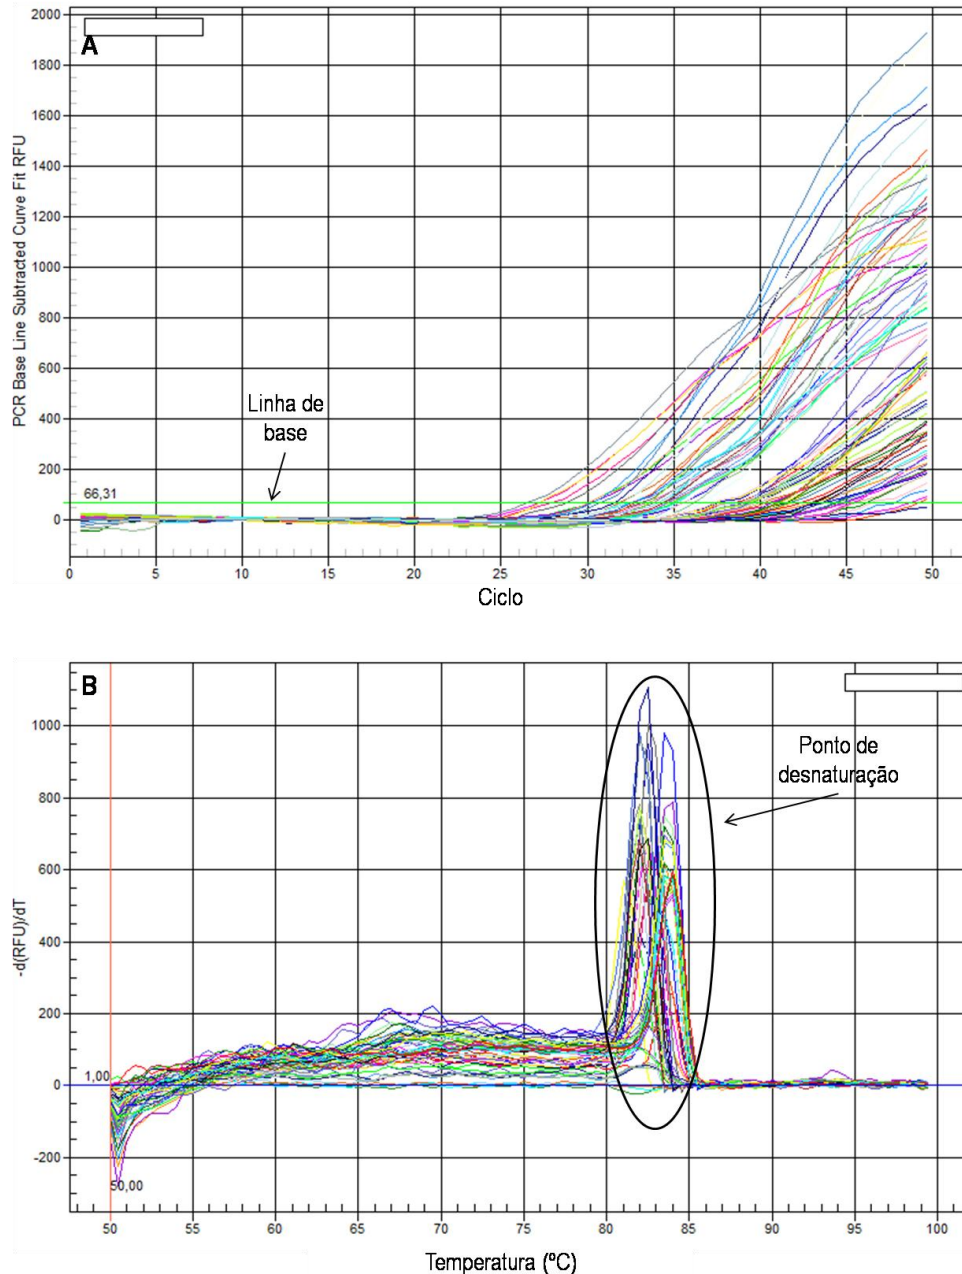 2000
A
1800
1600
1400
1200
1000
800
600
400
200
0
PCR Base Line Subtracted Curve Fit RFU
Linha de
base
66,31
0 5 10 15 20 25 30 35 40 45 50
Ciclo
B
1000
800
600
400
200
0
-200
-d(RFU)/dT
Ponto de
desnaturação
1,00
50,00
50 55 60 65 70 75 80 85 90 95 100
Temperatura (ºC)